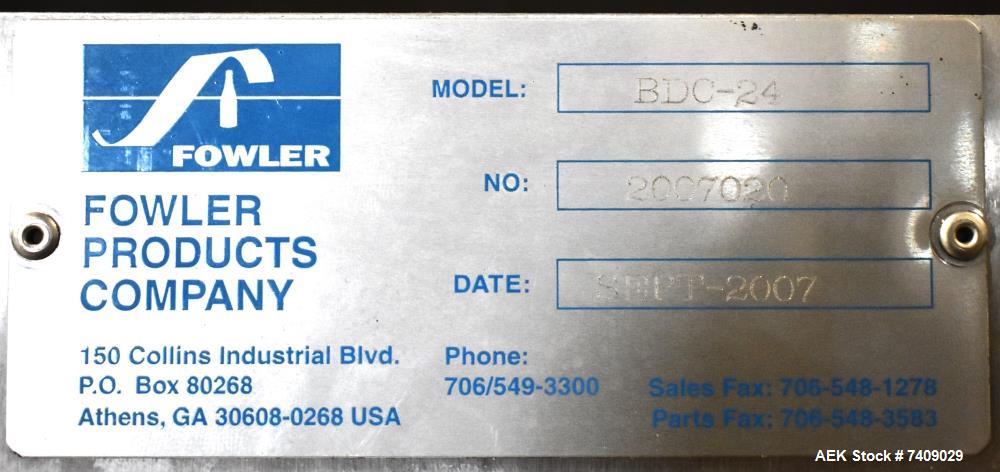 FOWLER
FOWLER
PRODUCTS
COMPANY
MODEL: BDC-24
NO: 2007020
DATE: SEPT-2007
150 Collins Industrial Blvd.
P.O. Box 80268
Athens, GA 30608-0268 USA
Phone:
706/549-3300
Sales Fax: 706-548-1278
Parts Fax: 706-548-3583
AEK Stock # 7409029